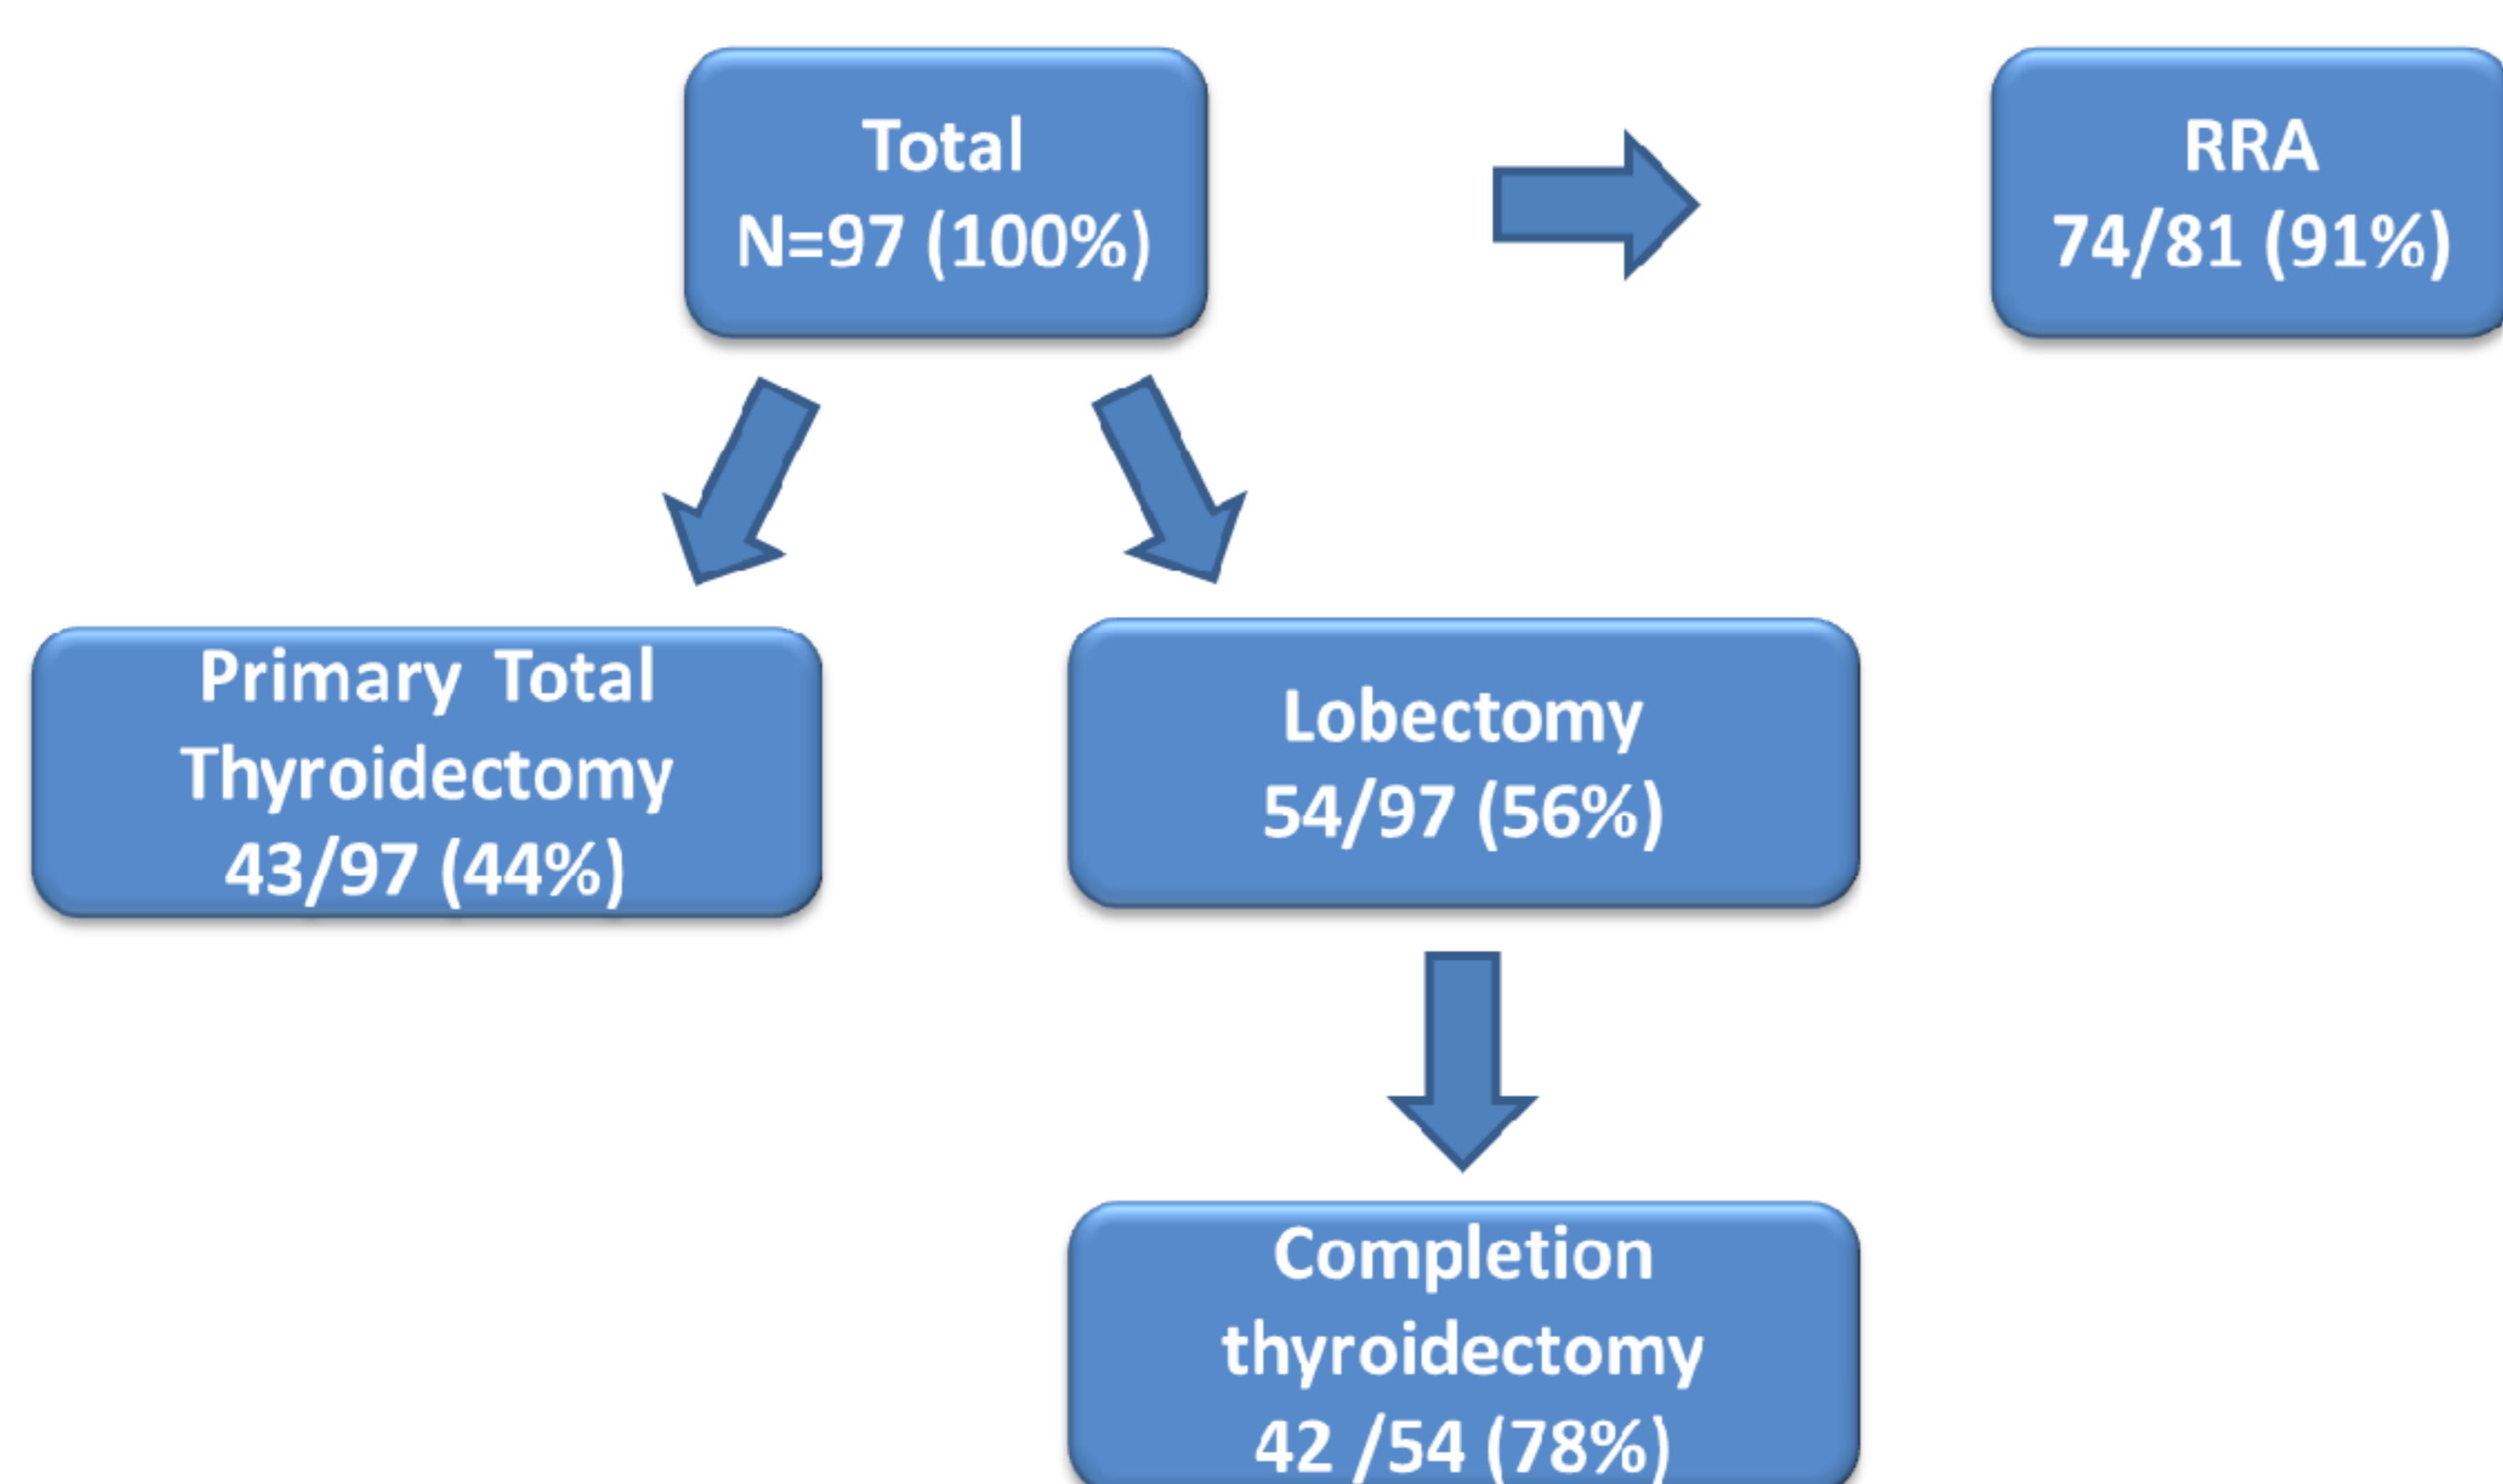 Total
N=97 (100%)
RRA
74/81 (91%)
Primary Total
Thyroidectomy
43/97 (44%)
Lobectomy
54/97 (56%)
Completion
thyroidectomy
42 /54 (78%)